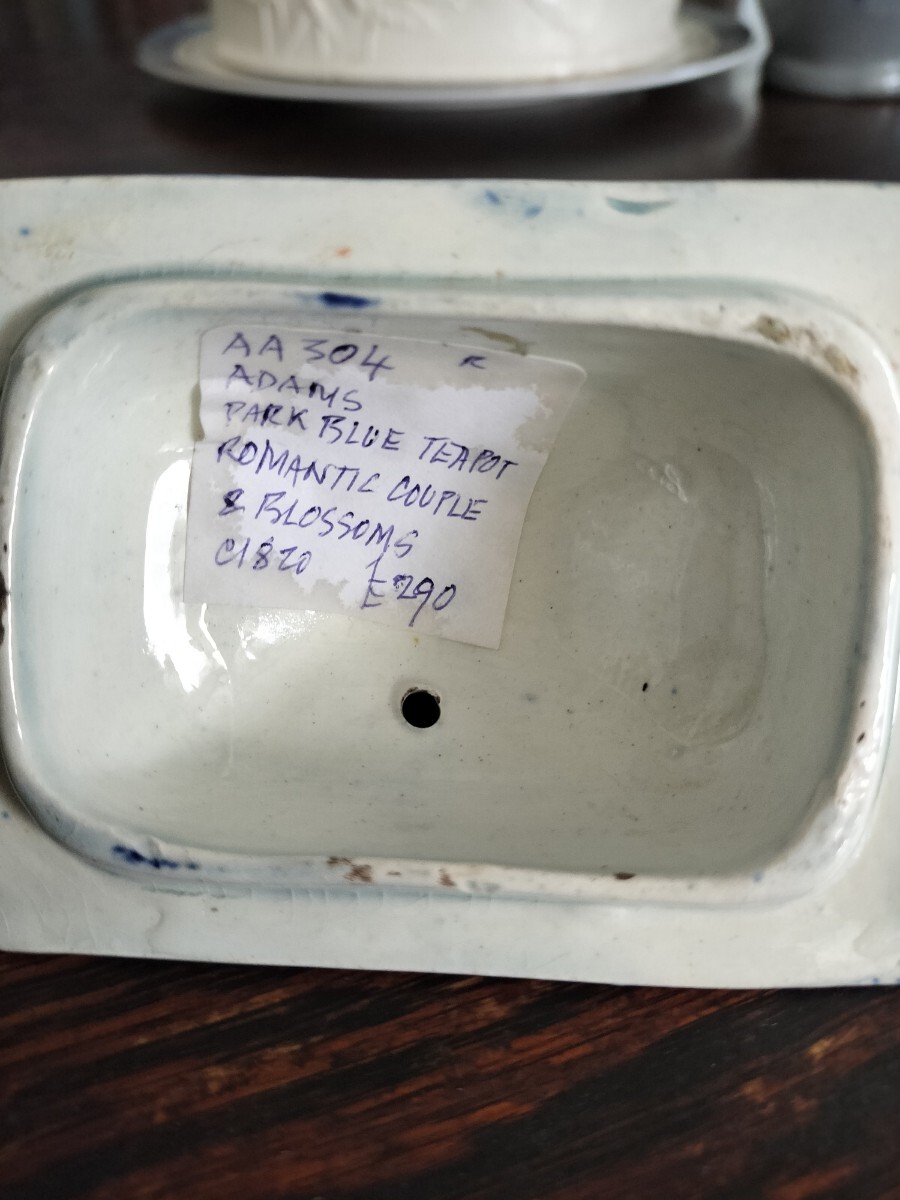 AA 304 R
ADAMS
PARK BLUE TEAPOT
ROMANTIC COUPLE
& BLOSSOMS
C1820 £290